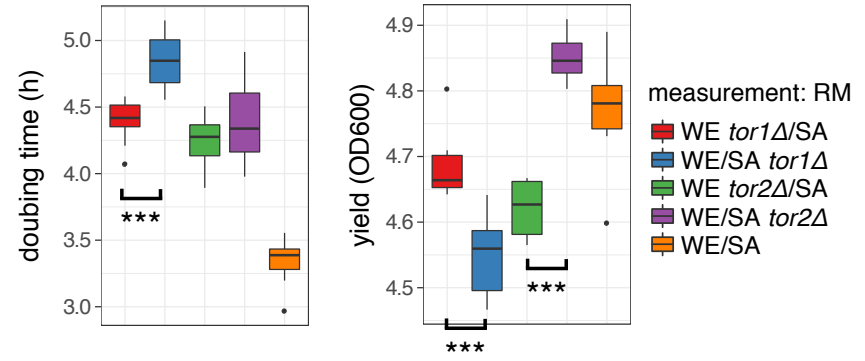 doubing time (h)
5.0
4.5
4.0
3.5
3.0
***
yield (OD600)
4.9
4.8
4.7
4.6
4.5
***
***
measurement: RM
WE tor1Δ/SA
WE/SA tor1Δ
WE tor2Δ/SA
WE/SA tor2Δ
WE/SA